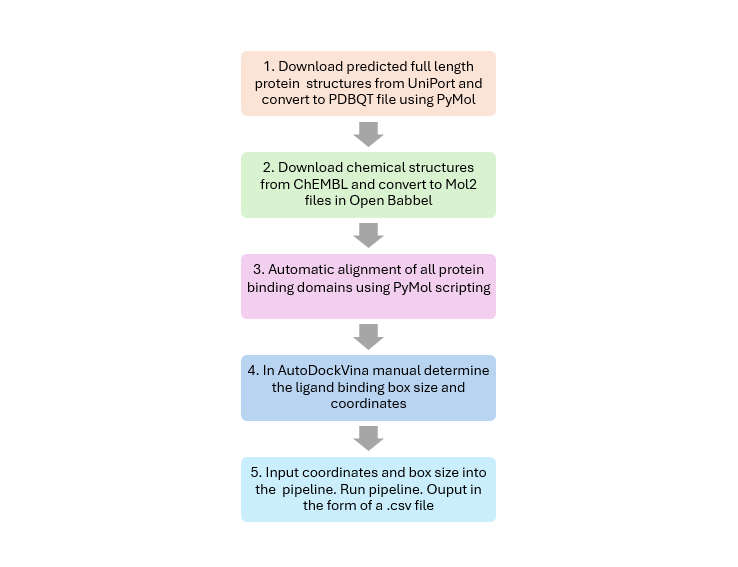 1. Download predicted full length
protein  structures from UniPort and
convert to PDBQT file using PyMol
2. Download chemical structures
from ChEMBL and convert to Mol2
files in Open Babbel
3. Automatic alignment of all protein
binding domains using PyMol scripting
4. In AutoDockVina manual determine
the ligand binding box size and
coordinates
5. Input coordinates and box size into
the  pipeline. Run pipeline. Ouput in
the form of a .csv file